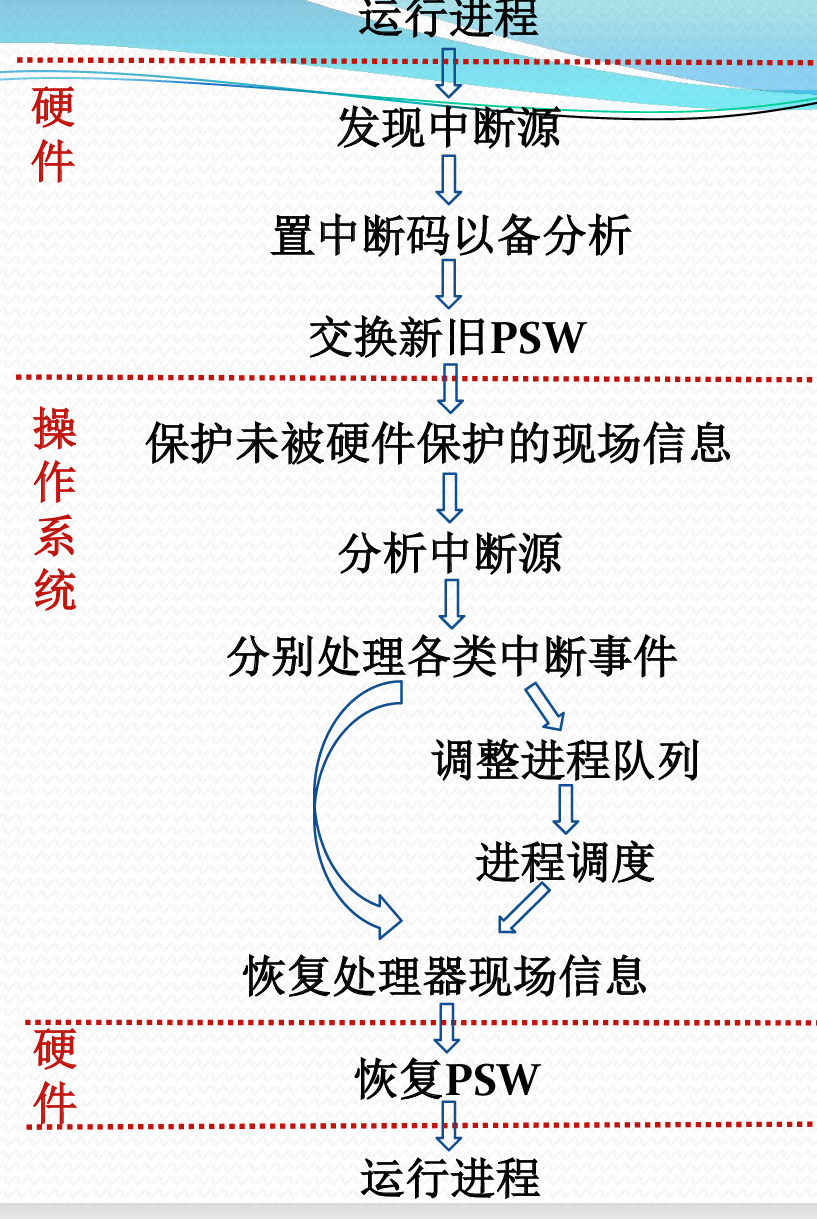 运行进程
硬件
发现中断源
置中断码以备分析
交换新旧PSW
操作系统
保护未被硬件保护的现场信息
分析中断源
分别处理各类中断事件
调整进程队列
进程调度
恢复处理器现场信息
硬件
恢复PSW
运行进程